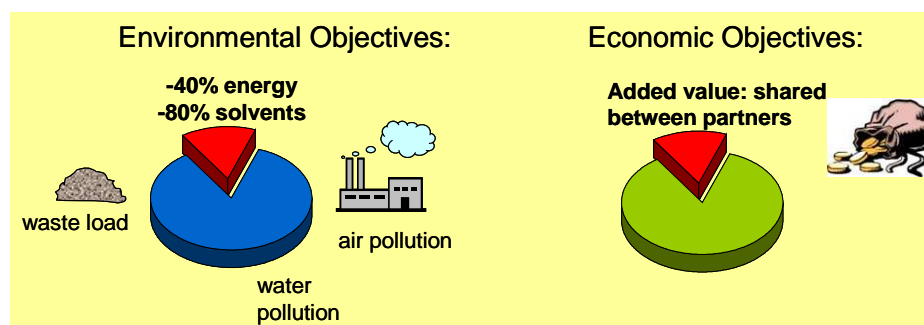 Environmental Objectives:
-40% energy
-80% solvents
waste load
air pollution
water
pollution
Economic Objectives:
Added value: shared
between partners